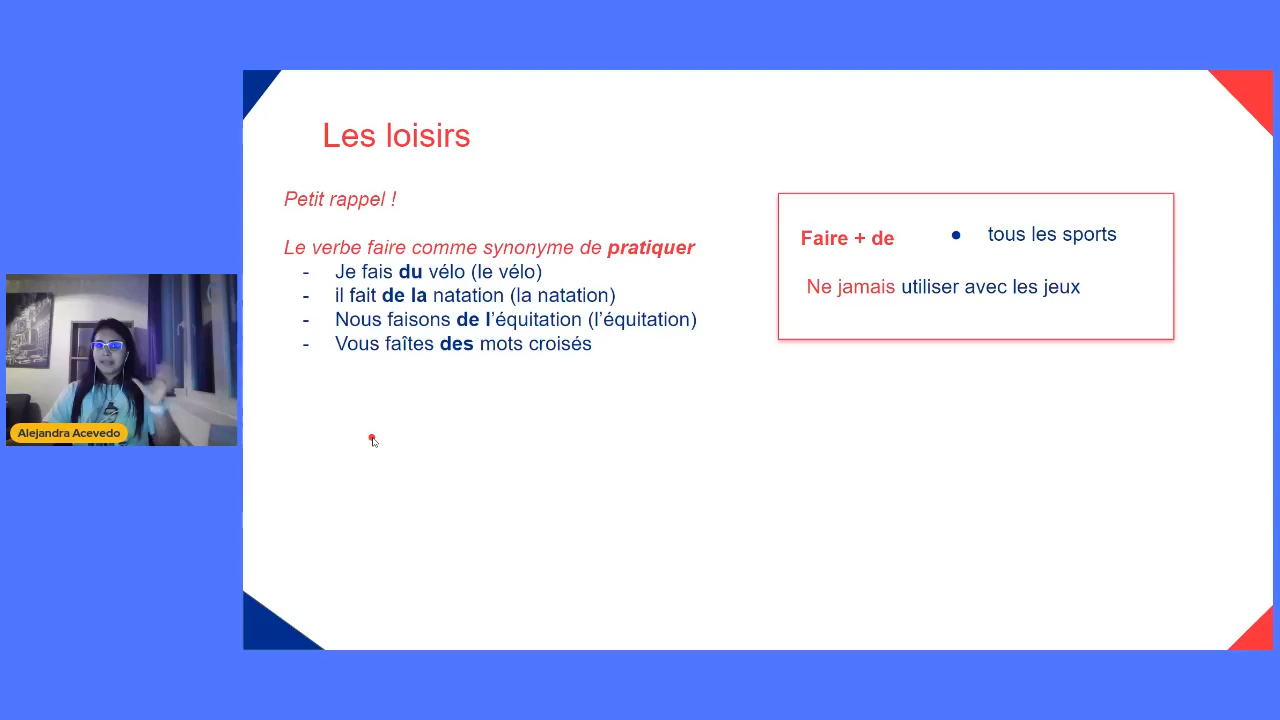 Les loisirs
Petit rappel !
Le verbe faire comme synonyme de pratiquer
- Je fais du vélo (le vélo)
- il fait de la natation (la natation)
- Nous faisons de l'équitation (l'équitation)
- Vous faîtes des mots croisés
Faire + de
● tous les sports
Ne jamais utiliser avec les jeux
Alejandra Acevedo